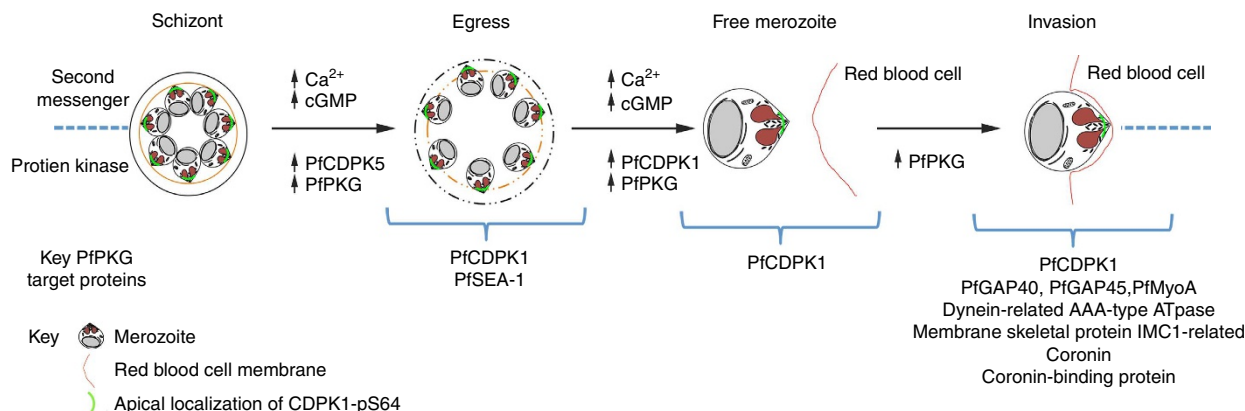 Schizont
Egress
Free merozoite
Invasion
Second
messenger
Protien kinase
Ca²⁺
cGMP
PfCDPK5
PfPKG
Ca²⁺
cGMP
PfCDPK1
PfPKG
Red blood cell
PfPKG
Red blood cell
Key PfPKG
target proteins
PfCDPK1
PfSEA-1
PfCDPK1
PfCDPK1
PfGAP40, PfGAP45,PfMyoA
Dynein-related AAA-type ATpase
Membrane skeletal protein IMC1-related
Coronin
Coronin-binding protein
Key
Merozoite
Red blood cell membrane
Apical localization of CDPK1-pS64